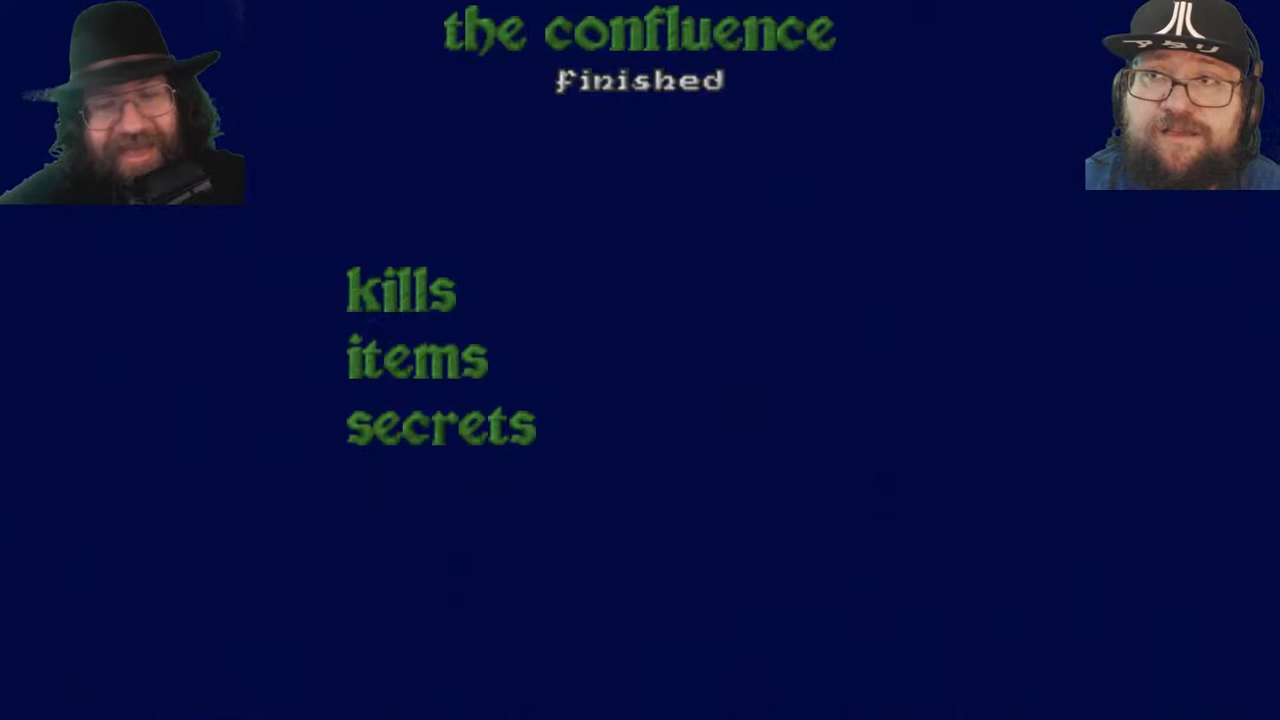 the confluence
finished
kills
items
secrets